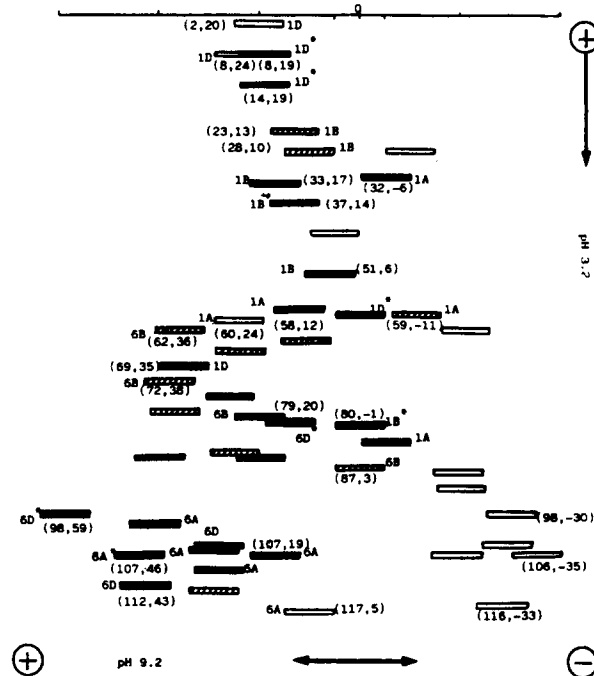 0
(2,20) 1D
+
1D (8,24)(8,19) 1D*
1D*
(14,19)
(23,13) 1B
(28,10) 1B
1B (33,17) (32,-6) 1A
1B* (37,14)
pH 3.2
1B (51,6)
1A 1A 1D* 1A
(60,24) (58,12) (59,-11)
6B
(62,36)
(69,35) 1D
6B
(72,38)
(79,20) (80,-1)
6B 6D* 1B*
1A
6B
(87,3)
6D*
(98,59) 6A (98,-30)
6D (107,19)
6A* 6A 6A
(107,46) 6A (106,-35)
6D
(112,43)
6A (117,5) (116,-33)
+ pH 9.2 −